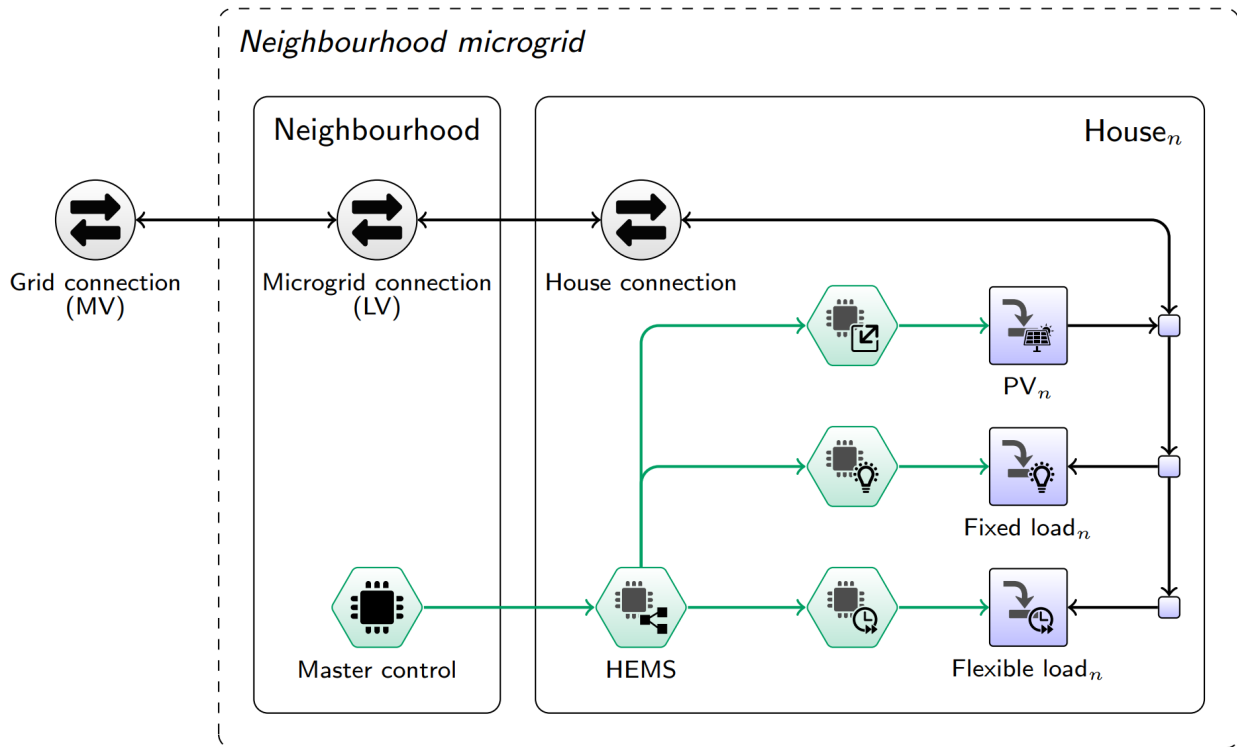 Neighbourhood microgrid
Neighbourhood
Houseₙ
Grid connection
(MV)
Microgrid connection
(LV)
House connection
PVₙ
Fixed loadₙ
Master control
HEMS
Flexible loadₙ